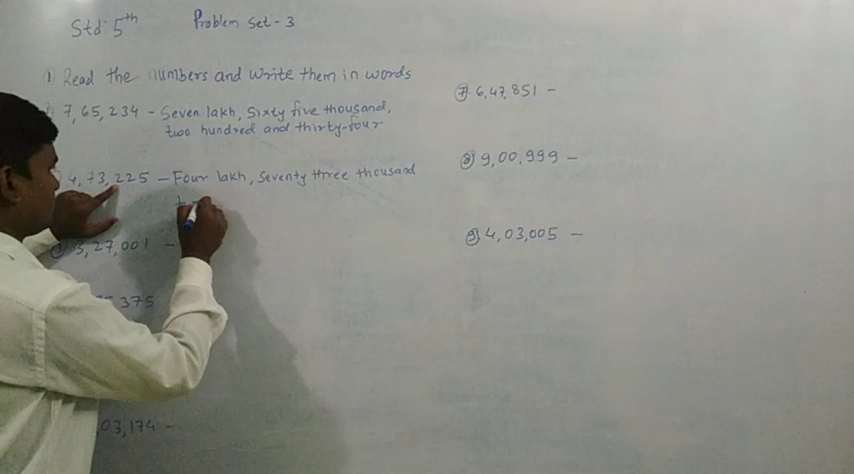 Std: 5th Problem Set - 3
1) Read the numbers and write them in words
7,65,234 - Seven lakh, Sixty five thousand,
two hundred and thirty-four
4,73,225 - Four lakh, Seventy three thousand
3,27,001 -
375
03,174 -
7) 6,47,851 -
8) 9,00,999 -
9) 4,03,005 -